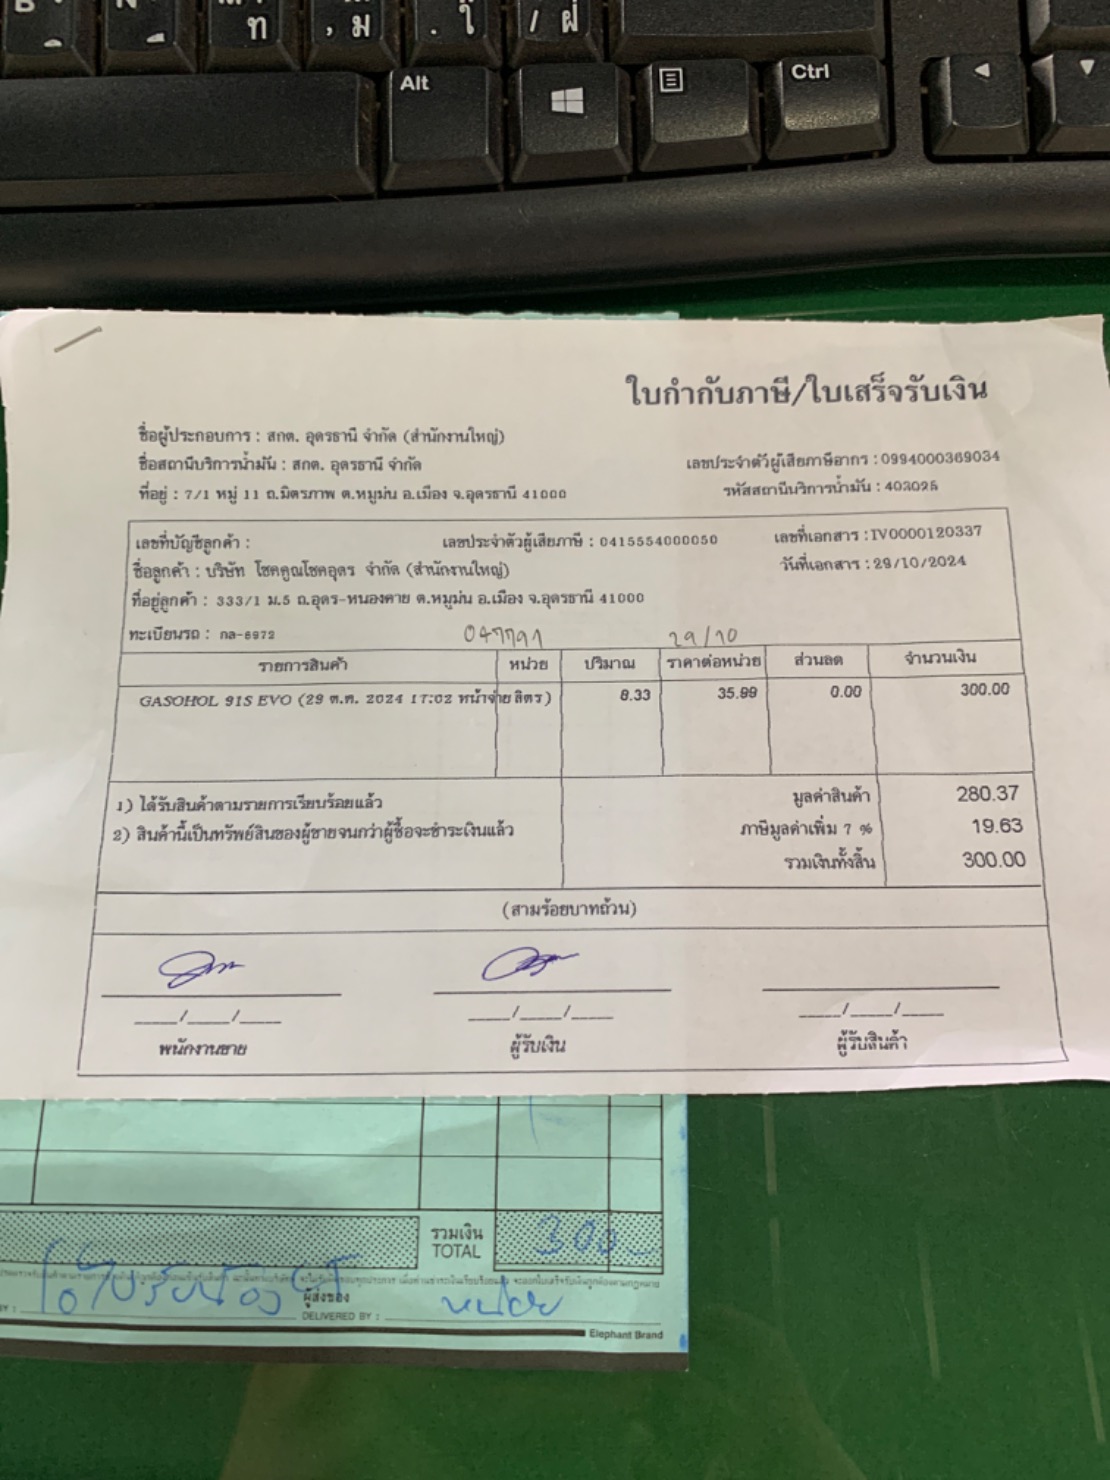 ท
, ม
. ใ
/ ฝ
Alt
Ctrl
ใบกำกับภาษี/ใบเสร็จรับเงิน
ชื่อผู้ประกอบการ : สกต. อุดรธานี จำกัด (สำนักงานใหญ่)
ชื่อสถานีบริการน้ำมัน : สกต. อุดรธานี จำกัด
เลขประจำตัวผู้เสียภาษีอากร : 0994000369034
ที่อยู่ : 7/1 หมู่ 11 ถ.มิตรภาพ ต.หมูม่น อ.เมือง จ.อุดรธานี 41000
รหัสสถานีบริการน้ำมัน : 403025
เลขที่บัญชีลูกค้า :
เลขประจำตัวผู้เสียภาษี : 0415554000050
เลขที่เอกสาร : IV0000120337
ชื่อลูกค้า : บริษัท โชคคูณโชคอุดร จำกัด (สำนักงานใหญ่)
วันที่เอกสาร : 29/10/2024
ที่อยู่ลูกค้า : 333/1 ม.5 ถ.อุดร-หนองคาย ต.หมูม่น อ.เมือง จ.อุดรธานี 41000
ทะเบียนรถ : กล-6972
29/10
รายการสินค้า หน่วย ปริมาณ ราคาต่อหน่วย ส่วนลด จำนวนเงิน
GASOHOL 91S EVO (29 ต.ค. 2024 17:02 หน้าจ่าย ลิตร) 8.33 35.99 0.00 300.00
1) ได้รับสินค้าตามรายการเรียบร้อยแล้ว
2) สินค้านี้เป็นทรัพย์สินของผู้ขายจนกว่าผู้ซื้อจะชำระเงินแล้ว
มูลค่าสินค้า 280.37
ภาษีมูลค่าเพิ่ม 7 % 19.63
รวมเงินทั้งสิ้น 300.00
(สามร้อยบาทถ้วน)
____/____/____ ____/____/____ ____/____/____
พนักงานขาย ผู้รับเงิน ผู้รับสินค้า
รวมเงิน
TOTAL
300
ผู้ส่งของ
DELIVERED BY :
Elephant Brand